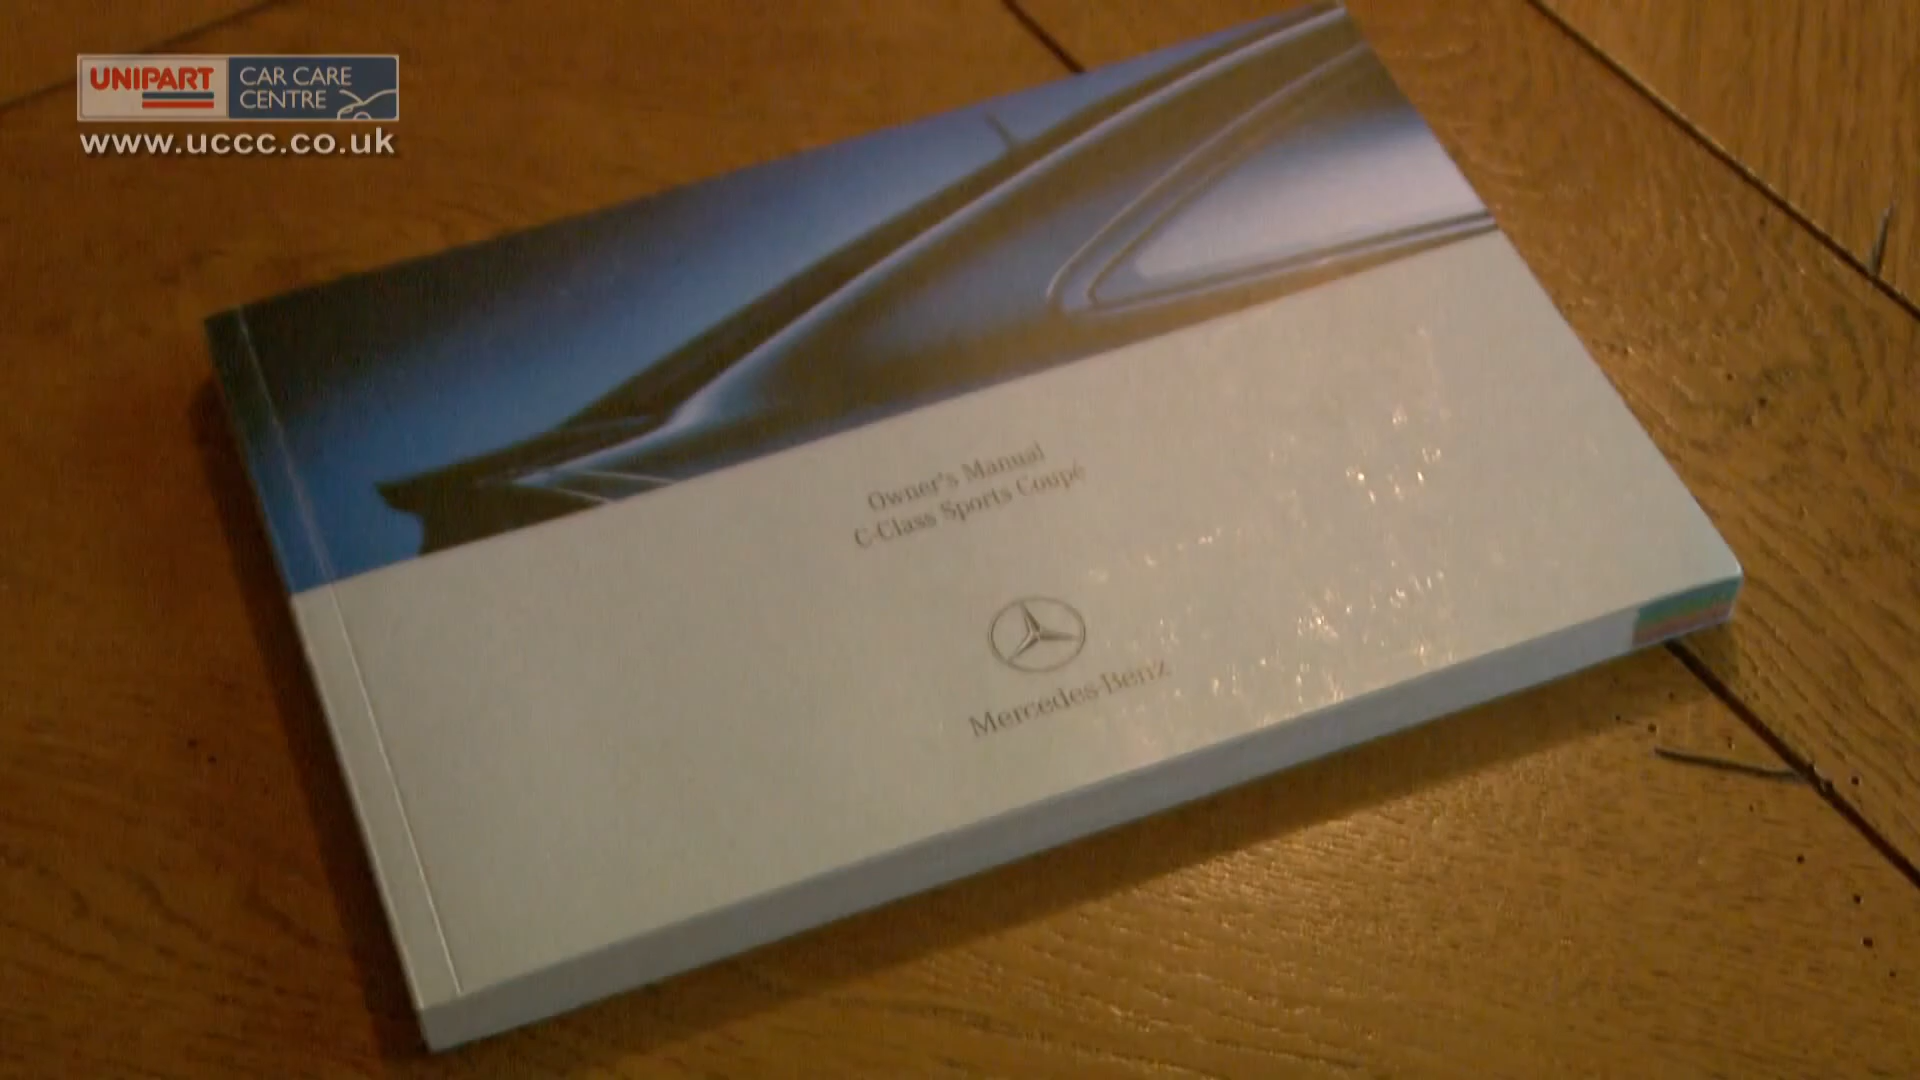 UNIPART
CAR CARE
CENTRE
www.uccc.co.uk
Owner's Manual
C-Class Sports Coupé
Mercedes-Benz